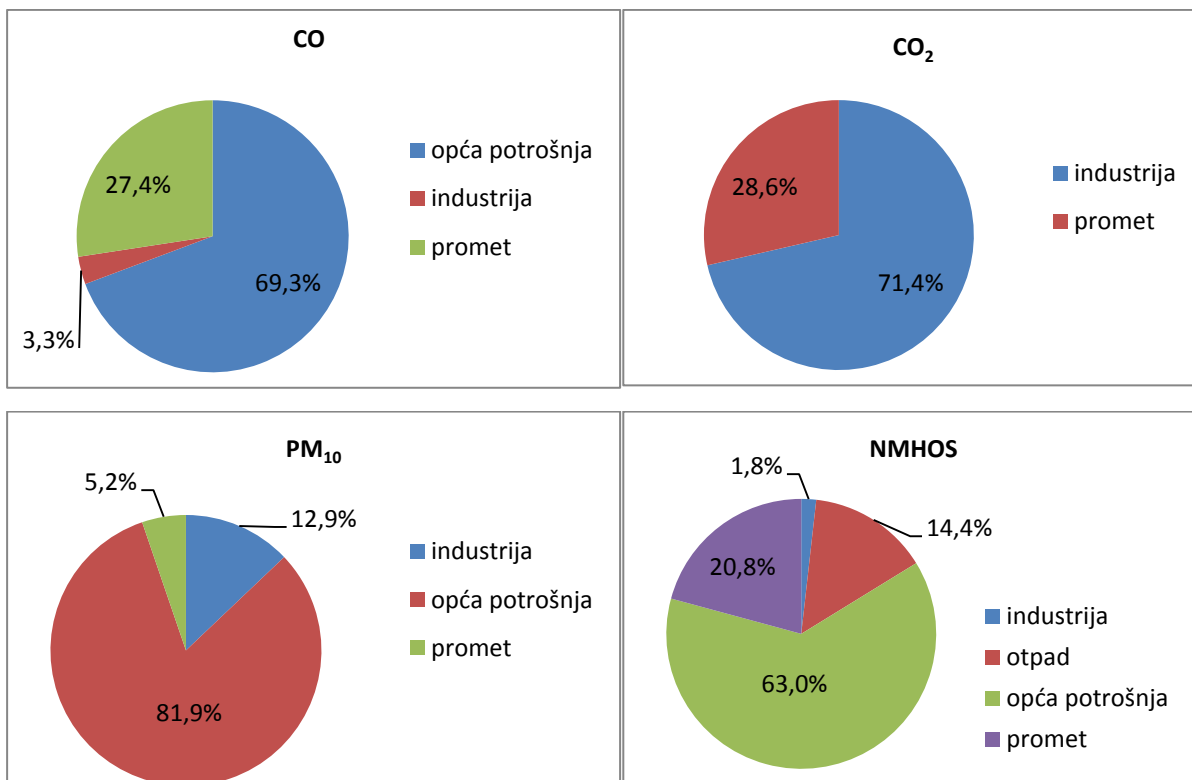 CO
27,4%
3,3%
69,3%
opća potrošnja
industrija
promet
CO₂
28,6%
71,4%
industrija
promet
PM₁₀
5,2%
12,9%
81,9%
industrija
opća potrošnja
promet
NMHOS
1,8%
14,4%
20,8%
63,0%
industrija
otpad
opća potrošnja
promet